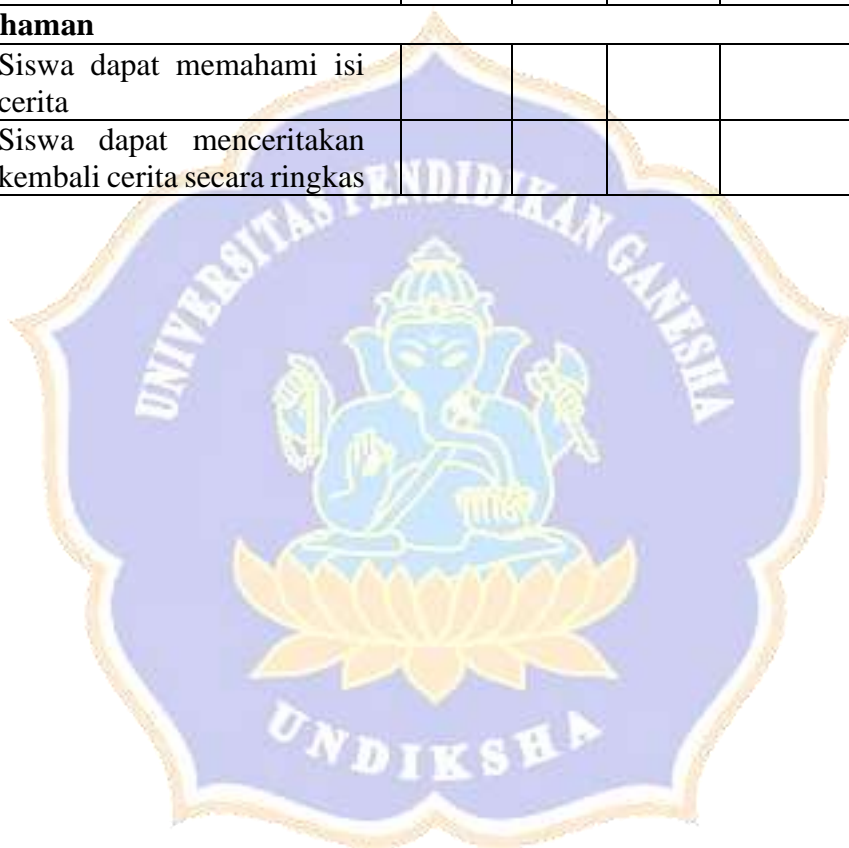 haman
Siswa dapat memahami isi
cerita
Siswa dapat menceritakan
kembali cerita secara ringkas
UNIVERSITAS PENDIDIKAN GANESHA
UNDIKSHA